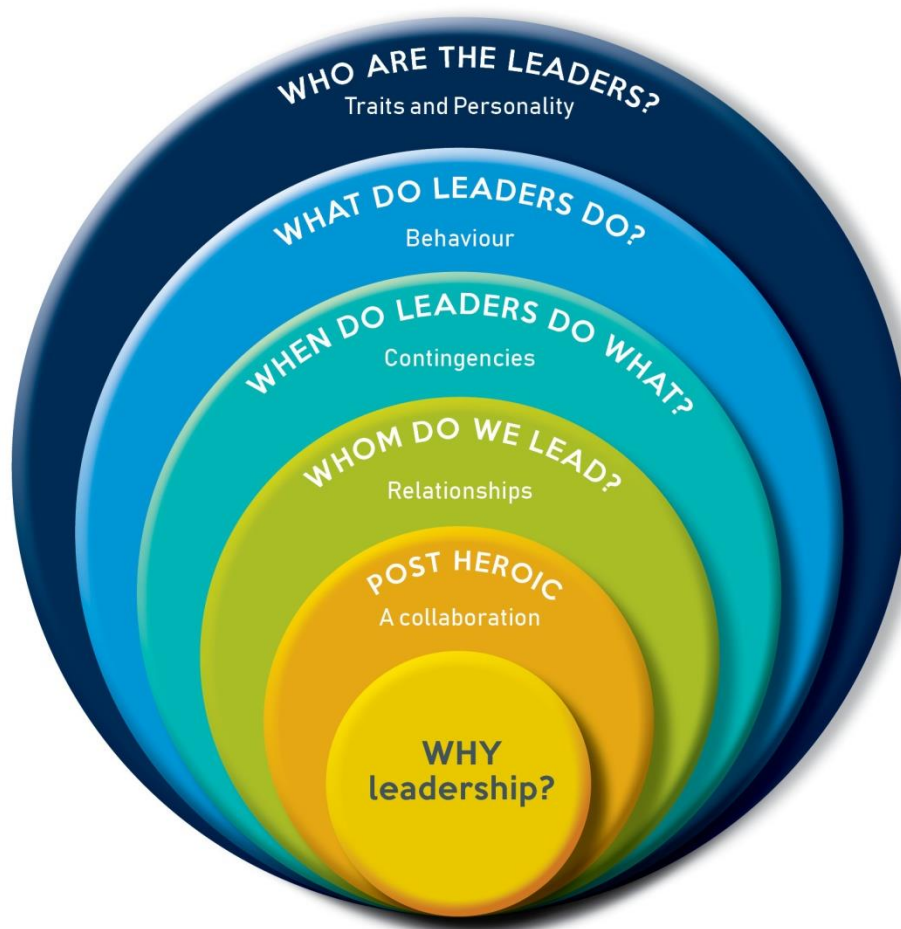 WHO ARE THE LEADERS?
Traits and Personality
WHAT DO LEADERS DO?
Behaviour
WHEN DO LEADERS DO WHAT?
Contingencies
WHOM DO WE LEAD?
Relationships
POST HEROIC
A collaboration
WHY
leadership?